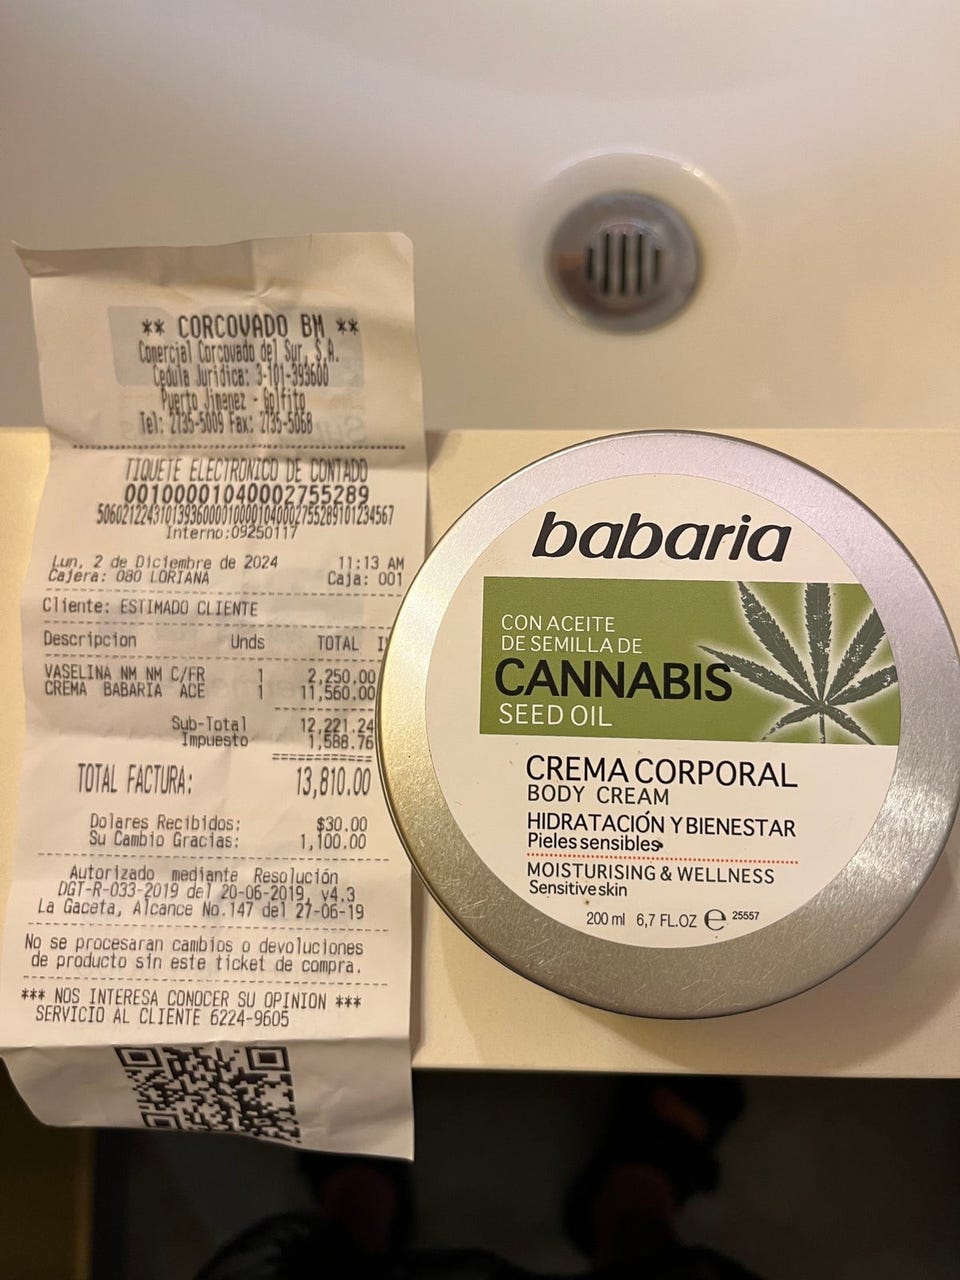 ** CORCOVADO BM **
Comercial Corcovado del Sur, S.A.
Cedula Juridica: 3-101-393600
Puerto Jimenez - Golfito
Tel: 2735-5009 Fax: 2735-5068
TIQUETE ELECTRONICO DE CONTADO
00100001040002755289
506021224310139360000100001040002755289101234567
Interno:09250117
Lun, 2 de Diciembre de 2024 11:13 AM
Cajera: 080 LORIANA Caja: 001
Cliente: ESTIMADO CLIENTE
Descripcion Unds TOTAL
VASELINA NM NM C/FR 1 2,250.00
CREMA BABARIA ACE 1 11,560.00
Sub-Total 12,221.24
Impuesto 1,588.76
TOTAL FACTURA: 13,810.00
Dolares Recibidos: $30.00
Su Cambio Gracias: 1,100.00
Autorizado mediante Resolución
DGT-R-033-2019 del 20-06-2019, v4.3
La Gaceta, Alcance No.147 del 27-06-19
No se procesaran cambios o devoluciones
de producto sin este ticket de compra.
*** NOS INTERESA CONOCER SU OPINION ***
SERVICIO AL CLIENTE 6224-9605
babaria
CON ACEITE
DE SEMILLA DE
CANNABIS
SEED OIL
CREMA CORPORAL
BODY CREAM
HIDRATACIÓN Y BIENESTAR
Pieles sensibles
MOISTURISING & WELLNESS
Sensitive skin
200 ml 6,7 FL.OZ ℮ 25557